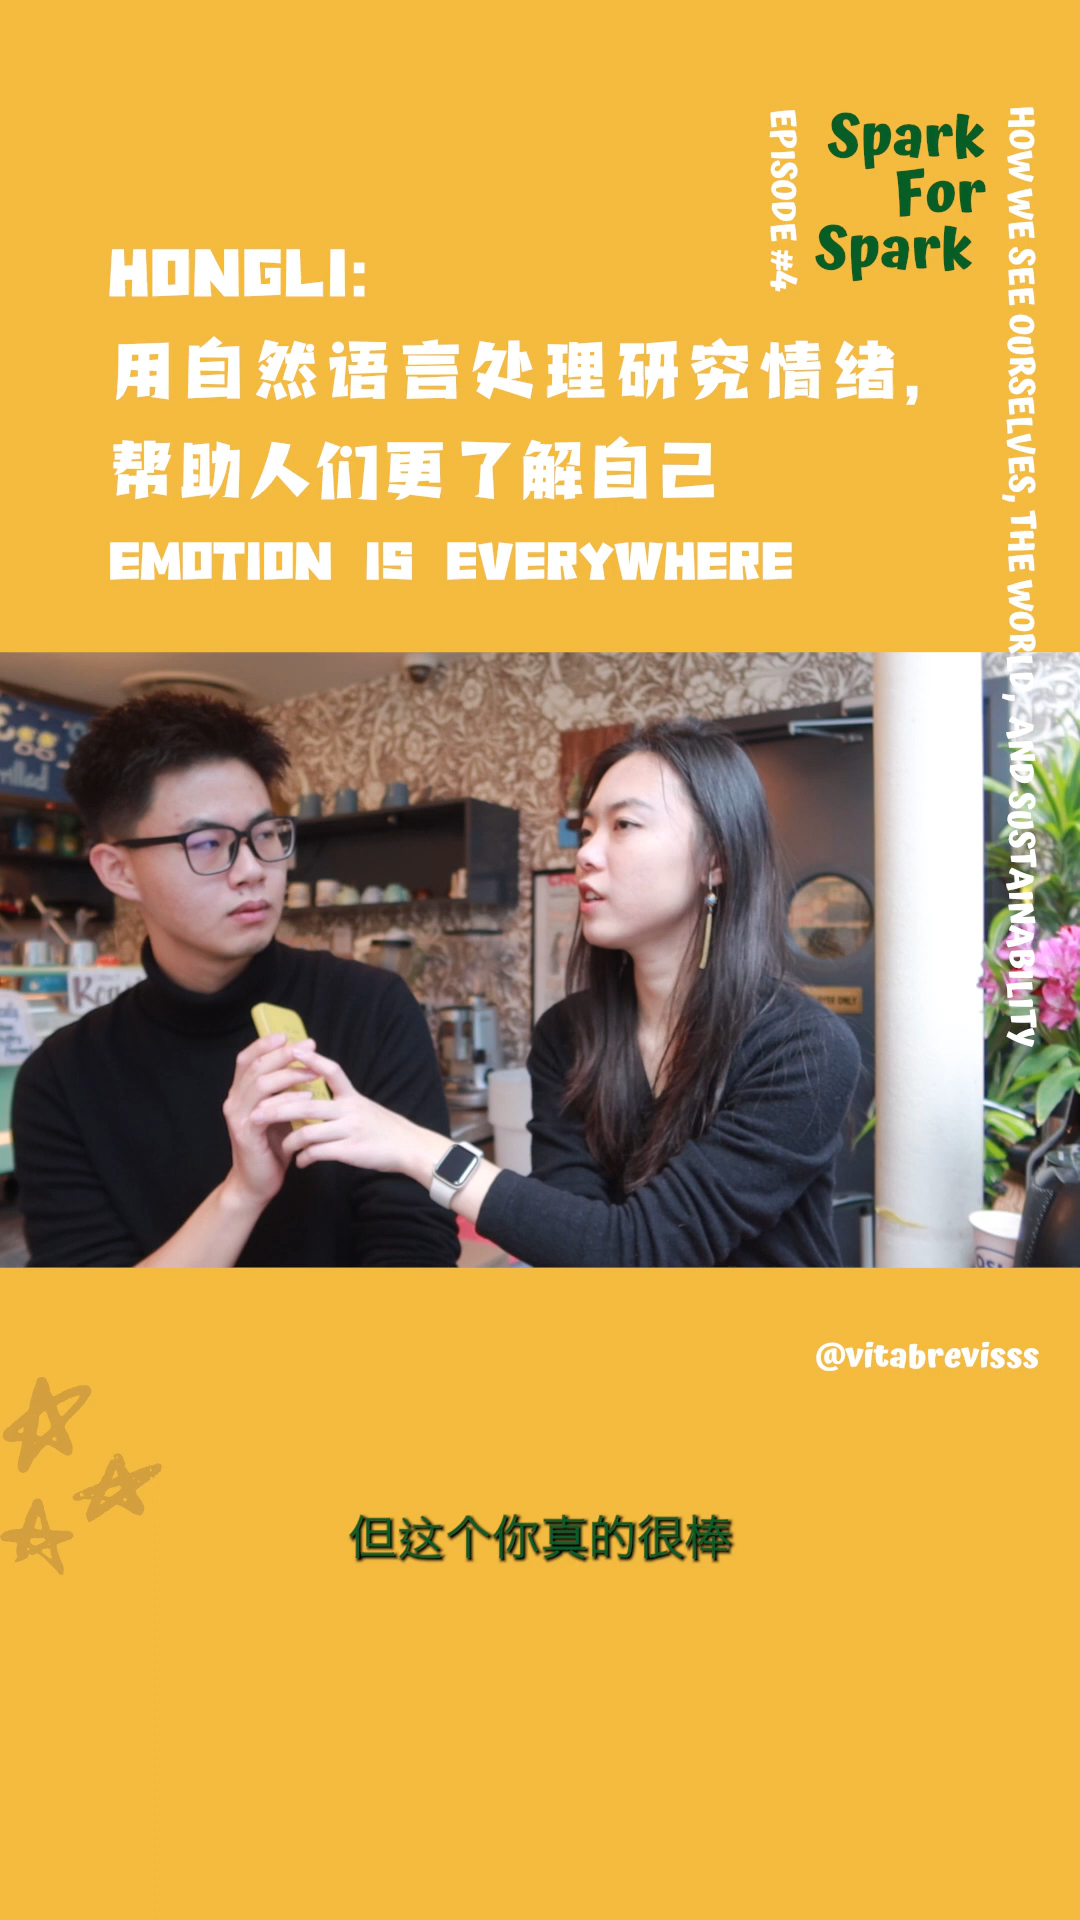 Spark
For
Spark
EPISODE #4
HOW WE SEE OURSELVES, THE WORLD, AND SUSTAINABILITY
HONGLI:
用自然语言处理研究情绪,
帮助人们更了解自己
EMOTION IS EVERYWHERE
Egg
ONLY
@vitabrevisss
但这个你真的很棒